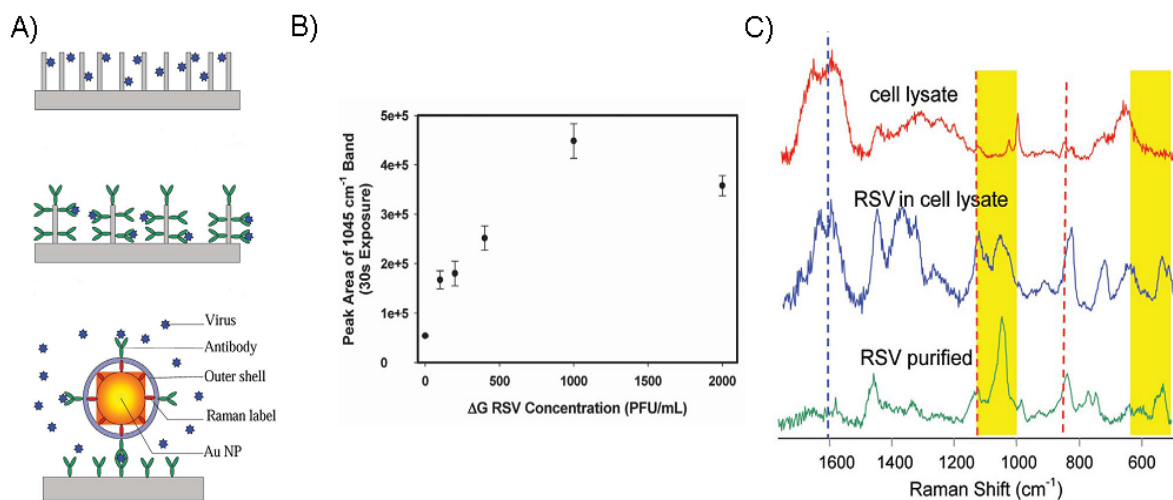 A)
Virus
Antibody
Outer shell
Raman label
Au NP
B)
Peak Area of 1045 cm⁻¹ Band
(30s Exposure)
5e+5
4e+5
3e+5
2e+5
1e+5
0
0
500
1000
1500
2000
ΔG RSV Concentration (PFU/mL)
C)
cell lysate
RSV in cell lysate
RSV purified
1600
1400
1200
1000
800
600
Raman Shift (cm⁻¹)